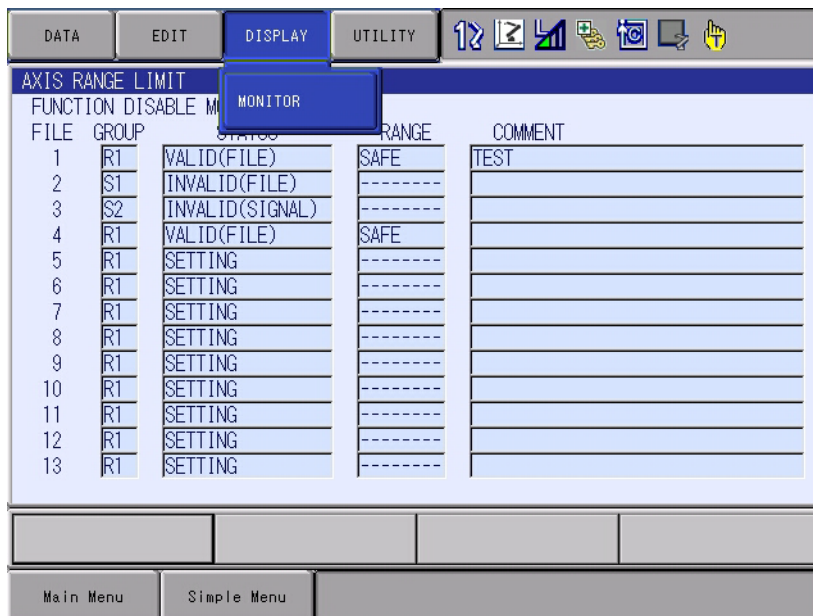 DATA EDIT DISPLAY UTILITY
MONITOR
AXIS RANGE LIMIT
FUNCTION DISABLE
FILE GROUP RANGE COMMENT
1 R1 VALID(FILE) SAFE TEST
2 S1 INVALID(FILE) --------
3 S2 INVALID(SIGNAL) --------
4 R1 VALID(FILE) SAFE
5 R1 SETTING --------
6 R1 SETTING --------
7 R1 SETTING --------
8 R1 SETTING --------
9 R1 SETTING --------
10 R1 SETTING --------
11 R1 SETTING --------
12 R1 SETTING --------
13 R1 SETTING --------
Main Menu Simple Menu